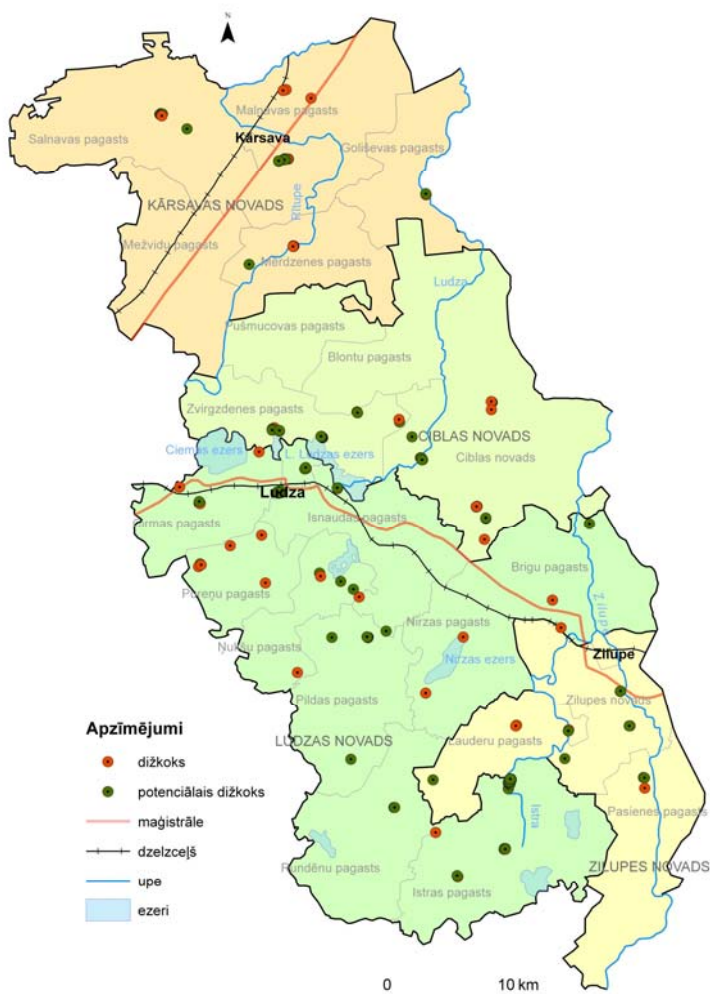 N
Malnavas pagasts
Salnavas pagasts
Kārsava
Goliševas pagasts
KĀRSAVAS NOVADS
Rītupe
Mežvidu pagasts
Mērdzenes pagasts
Ludza
Pušmucovas pagasts
Blontu pagasts
Zvirgzdenes pagasts
CIBLAS NOVADS
Ciemas ezers
L. Ludzas ezers
Ciblas novads
Ludza
Cirmas pagasts
Isnaudas pagasts
Brigu pagasts
Pureņu pagasts
Zilupe
Nirzas pagasts
Ņukšu pagasts
Nirzas ezers
Zilupe
Pildas pagasts
Zilupes novads
Apzīmējumi
LUDZAS NOVADS
Lauderu pagasts
dižkoks
potenciālais dižkoks
Istra
Pasienes pagasts
maģistrāle
dzelzceļš
Rundēnu pagasts
ZILUPES NOVADS
upe
Istras pagasts
ezeri
0 10 km